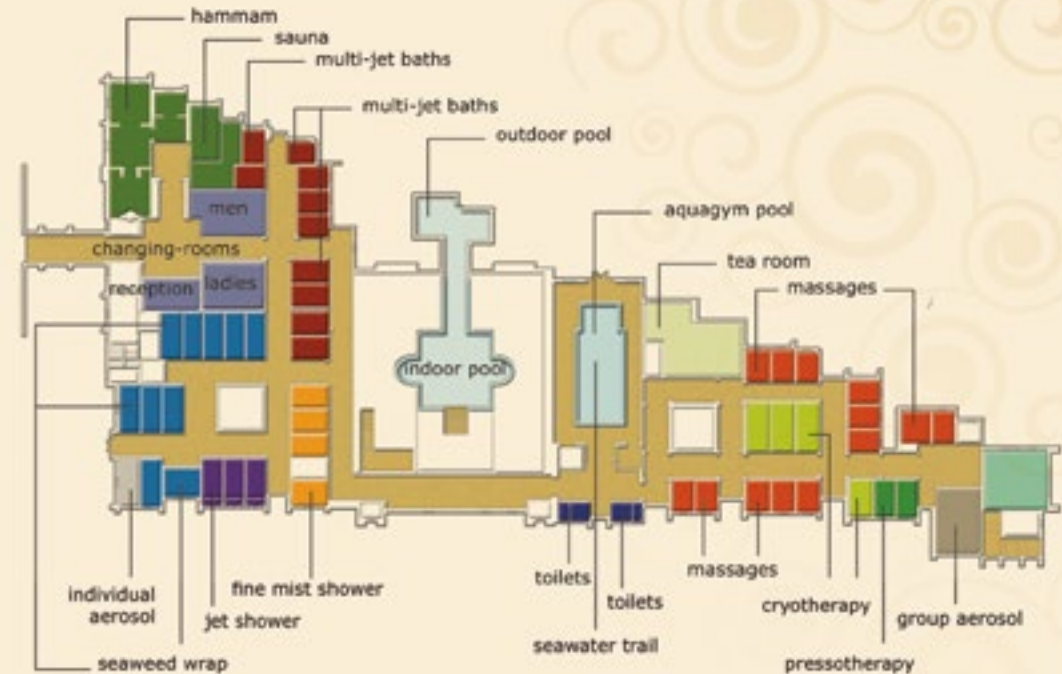 hammam
sauna
multi-jet baths
multi-jet baths
outdoor pool
aquagym pool
men
changing-rooms
tea room
reception
ladies
massages
indoor pool
individual
aerosol
fine mist shower
jet shower
seaweed wrap
toilets
toilets
seawater trail
massages
cryotherapy
group aerosol
pressotherapy